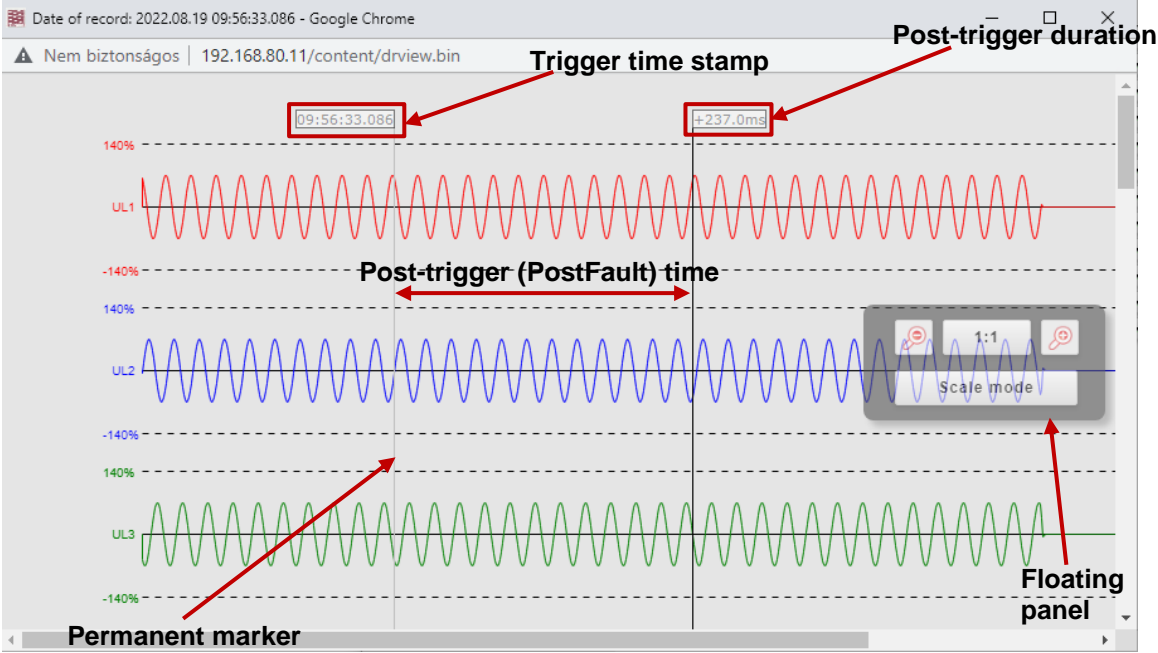 Date of record: 2022.08.19 09:56:33.086 - Google Chrome
Post-trigger duration
Nem biztonságos | 192.168.80.11/content/drview.bin
Trigger time stamp
09:56:33.086
+237.0ms
140%
UL1
-140%
Post-trigger (PostFault) time
140%
1:1
UL2
Scale mode
-140%
140%
UL3
Floating
panel
-140%
Permanent marker